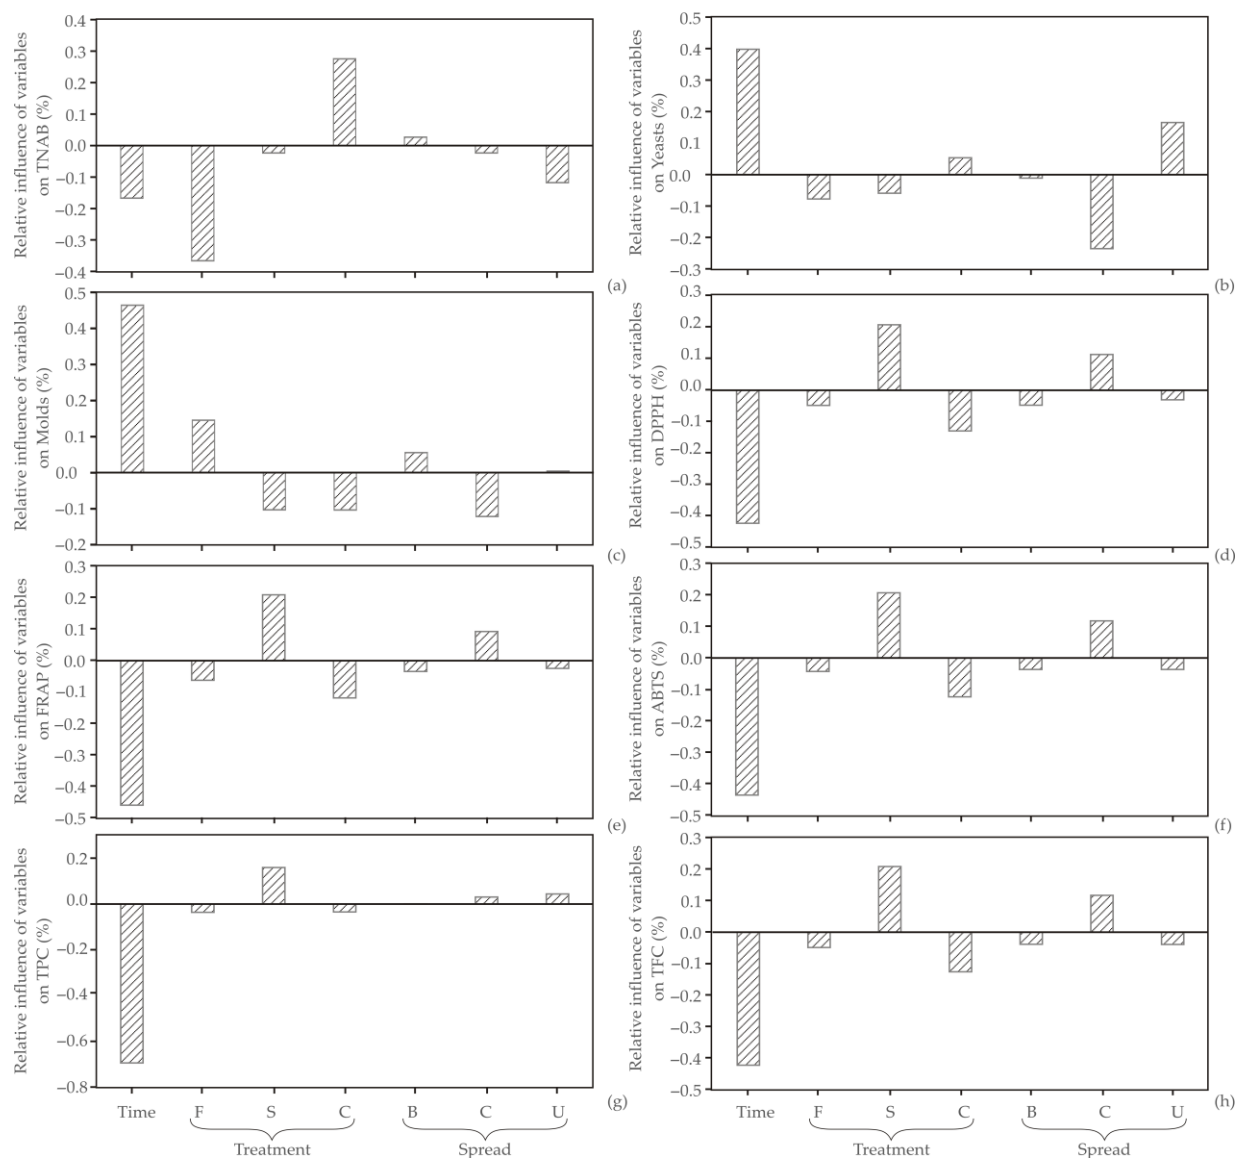 Relative influence of variables
on TNAB (%)
0.4
0.3
0.2
0.1
0.0
−0.1
−0.2
−0.3
−0.4
(a)
Relative influence of variables
on Yeasts (%)
0.5
0.4
0.3
0.2
0.1
0.0
−0.1
−0.2
−0.3
(b)
Relative influence of variables
on Molds (%)
0.5
0.4
0.3
0.2
0.1
0.0
−0.1
−0.2
(c)
Relative influence of variables
on DPPH (%)
0.3
0.2
0.1
0.0
−0.1
−0.2
−0.3
−0.4
−0.5
(d)
Relative influence of variables
on FRAP (%)
0.3
0.2
0.1
0.0
−0.1
−0.2
−0.3
−0.4
−0.5
(e)
Relative influence of variables
on ABTS (%)
0.3
0.2
0.1
0.0
−0.1
−0.2
−0.3
−0.4
−0.5
(f)
Relative influence of variables
on TPC (%)
0.2
0.0
−0.2
−0.4
−0.6
−0.8
(g)
Time F S C B C U
Treatment Spread
Relative influence of variables
on TFC (%)
0.3
0.2
0.1
0.0
−0.1
−0.2
−0.3
−0.4
−0.5
(h)
Time F S C B C U
Treatment Spread